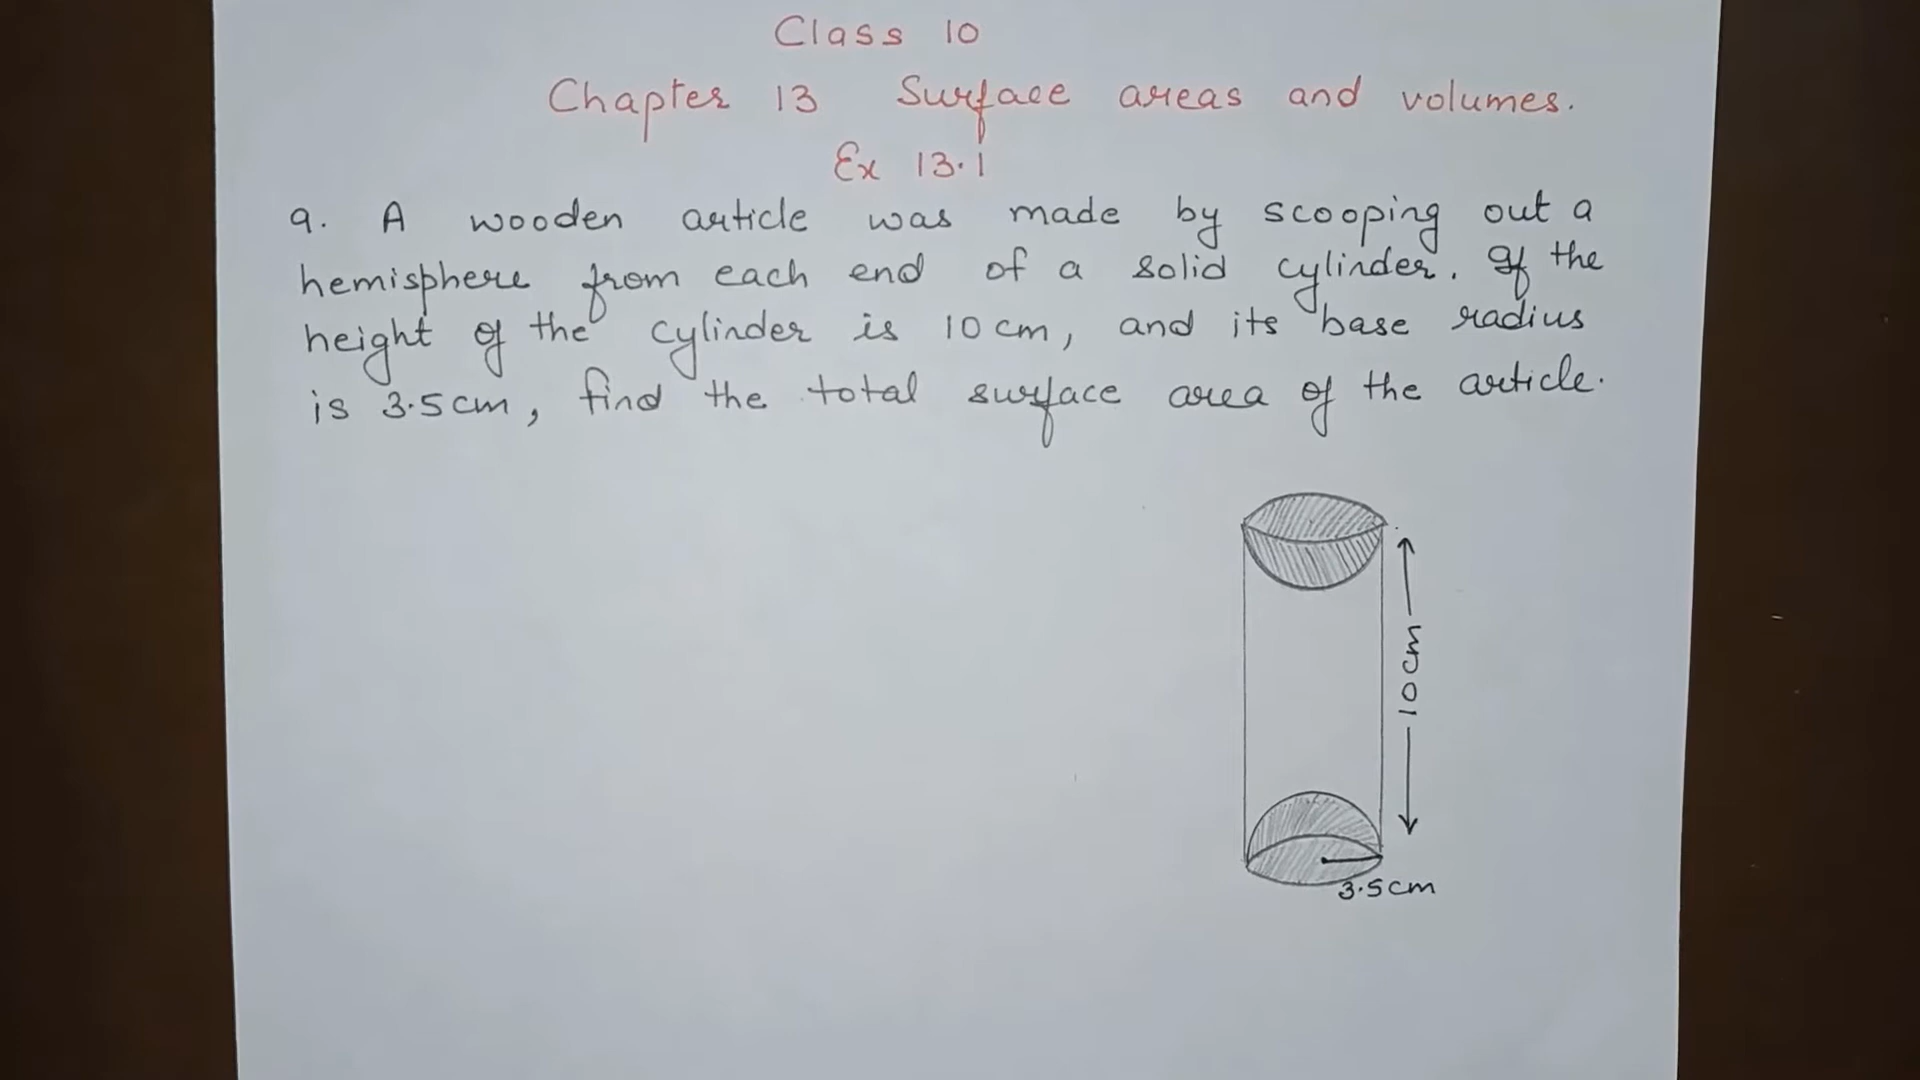 Class 10
Chapter 13 Surface areas and volumes.
Ex 13.1
9. A wooden article was made by scooping out a
hemisphere from each end of a solid cylinder. If the
height of the cylinder is 10 cm, and its base radius
is 3.5cm, find the total surface area of the article.
10cm
3.5cm